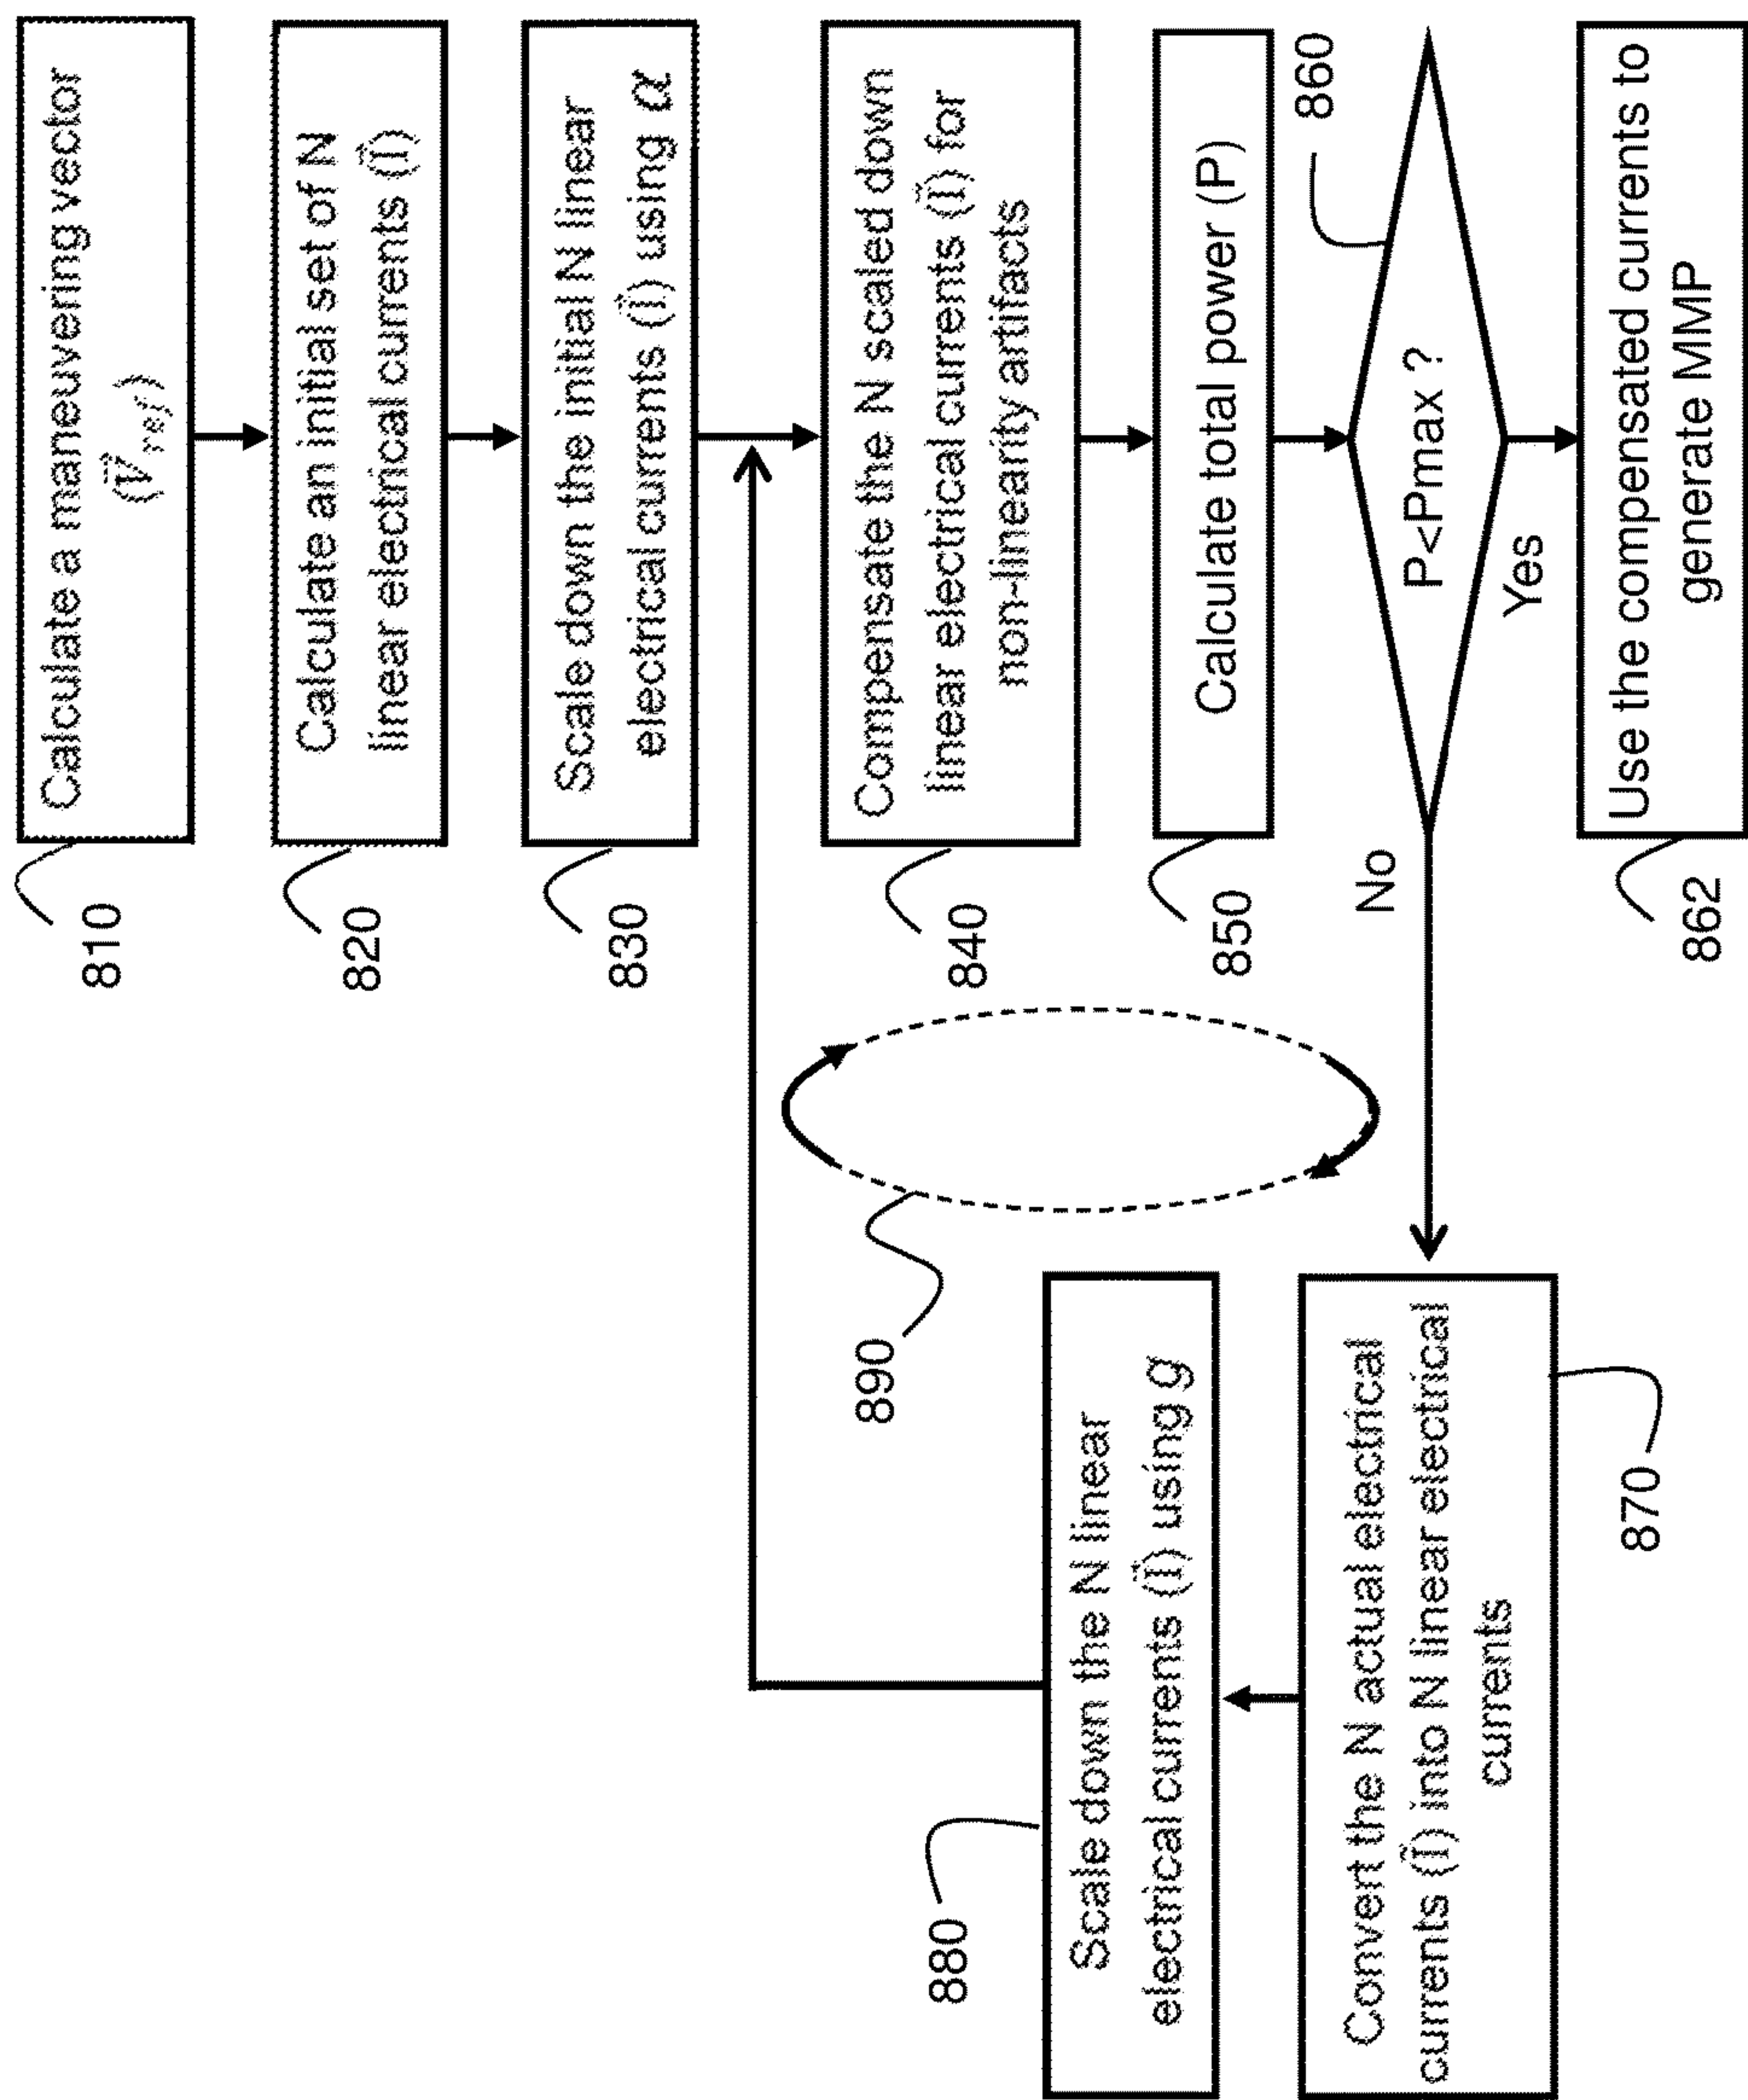 Calculate a maneuvering vector
(V⃗ref)
810
Calculate an initial set of N
linear electrical currents (I⃗)
820
Scale down the initial N linear
electrical currents (I⃗) using α
830
Compensate the N scaled down
linear electrical currents (I⃗) for
non-linearity artifacts
840
Calculate total power (P)
850
P<Pmax ?
860
Yes
No
Use the compensated currents to
generate MMP
862
890
Scale down the N linear
electrical currents (I⃗) using g
880
Convert the N actual electrical
currents (I⃗) into N linear electrical
currents
870